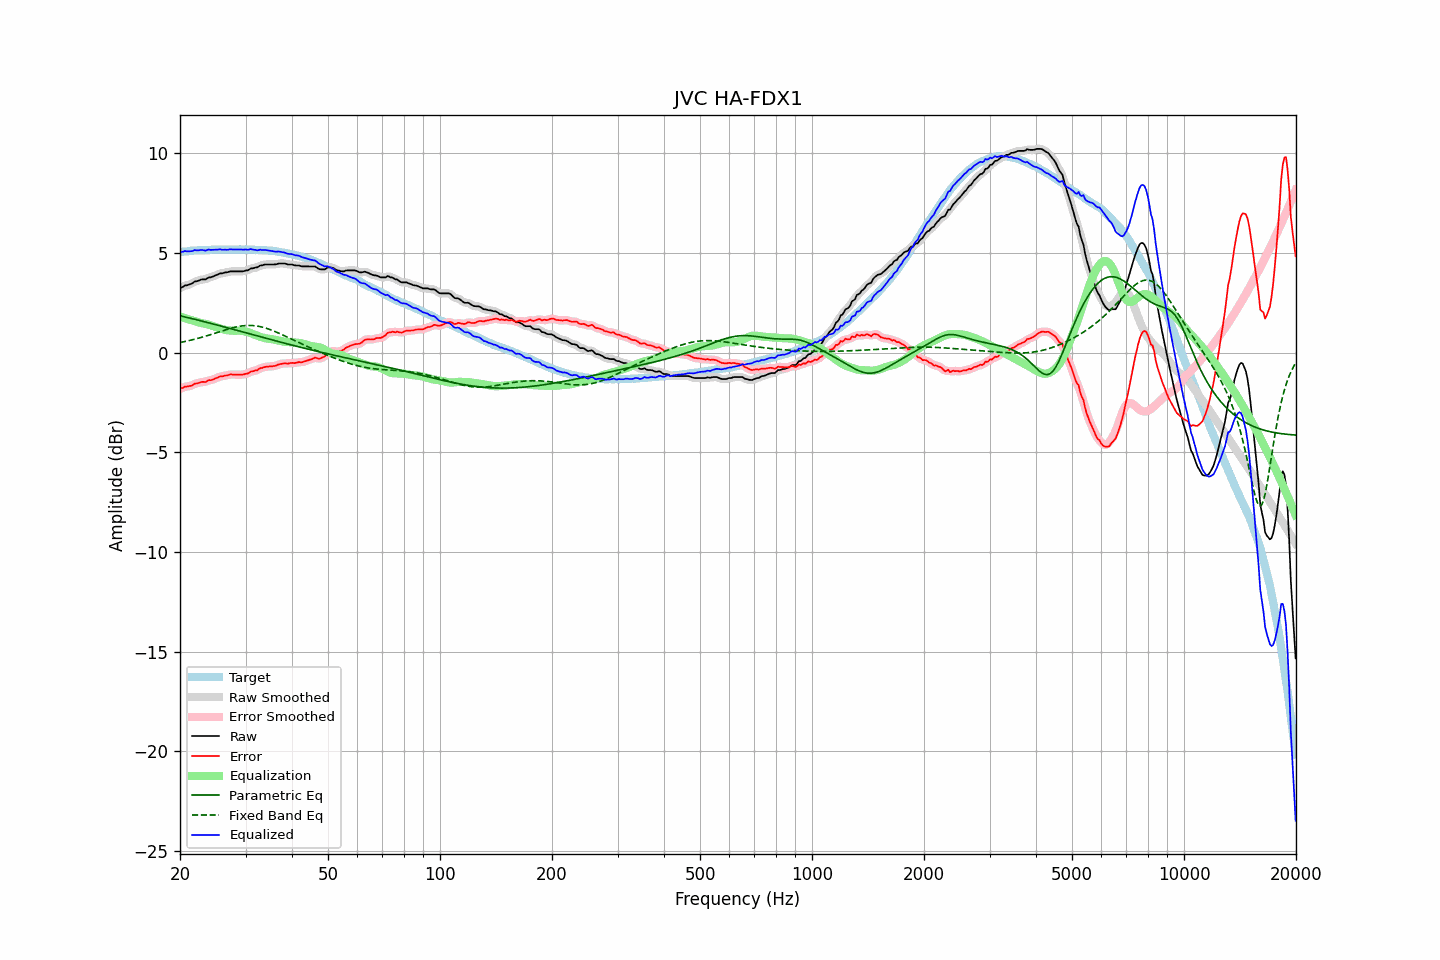 JVC HA-FDX1
Amplitude (dBr)
10
5
0
−5
−10
−15
−20
−25
Target
Raw Smoothed
Error Smoothed
Raw
Error
Equalization
Parametric Eq
Fixed Band Eq
Equalized
20 50 100 200 500 1000 2000 5000 10000 20000
Frequency (Hz)